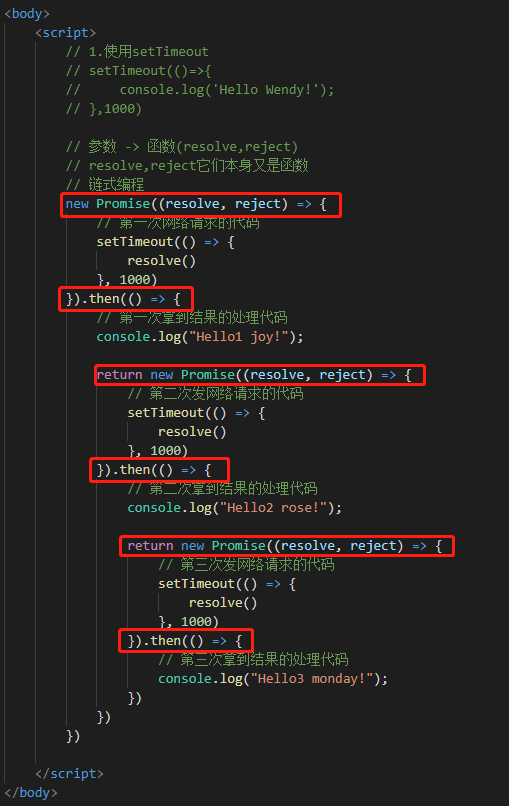 <body>
<script>
// 1.使用setTimeout
// setTimeout(()=>{
//     console.log('Hello Wendy!');
// },1000)
// 参数 -> 函数(resolve,reject)
// resolve,reject它们本身又是函数
// 链式编程
new Promise((resolve, reject) => {
// 第一次网络请求的代码
setTimeout(() => {
resolve()
}, 1000)
}).then(() => {
// 第一次拿到结果的处理代码
console.log("Hello1 joy!");
return new Promise((resolve, reject) => {
// 第二次发网络请求的代码
setTimeout(() => {
resolve()
}, 1000)
}).then(() => {
// 第二次拿到结果的处理代码
console.log("Hello2 rose!");
return new Promise((resolve, reject) => {
// 第三次发网络请求的代码
setTimeout(() => {
resolve()
}, 1000)
}).then(() => {
// 第三次拿到结果的处理代码
console.log("Hello3 monday!");
})
})
})
</script>
</body>